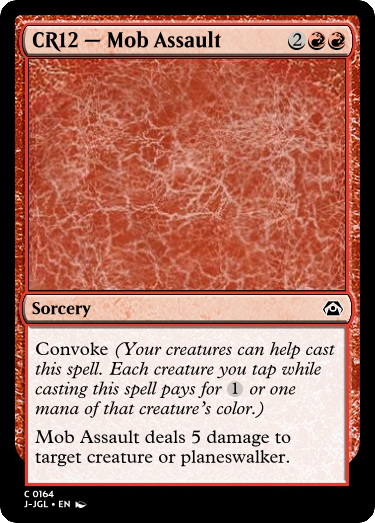 CR12 — Mob Assault 2
Sorcery
Convoke (Your creatures can help cast
this spell. Each creature you tap while
casting this spell pays for 1 or one
mana of that creature's color.)
Mob Assault deals 5 damage to
target creature or planeswalker.
C 0164
J-JGL • EN